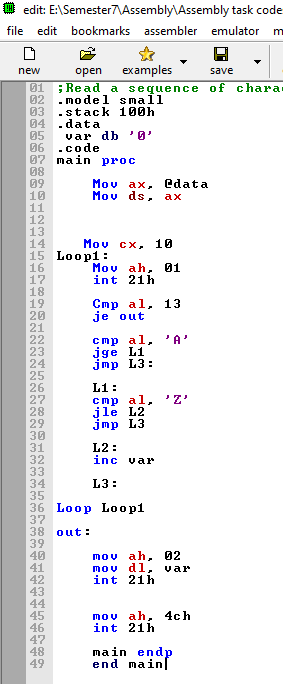 edit: E:\Semester7\Assembly\Assembly task codes
file edit bookmarks assembler emulator
new open examples save
01 ;Read a sequence of charac
02 .model small
03 .stack 100h
04 .data
05 var db '0'
06 .code
07 main proc
08
09 Mov ax, @data
10 Mov ds, ax
11
12
13
14 Mov cx, 10
15 Loop1:
16 Mov ah, 01
17 int 21h
18
19 Cmp al, 13
20 je out
21
22 cmp al, 'A'
23 jge L1
24 jmp L3:
25
26 L1:
27 cmp al, 'Z'
28 jle L2
29 jmp L3
30
31 L2:
32 inc var
33
34 L3:
35
36 Loop Loop1
37
38 out:
39
40 mov ah, 02
41 mov dl, var
42 int 21h
43
44
45 mov ah, 4ch
46 int 21h
47
48 main endp
49 end main